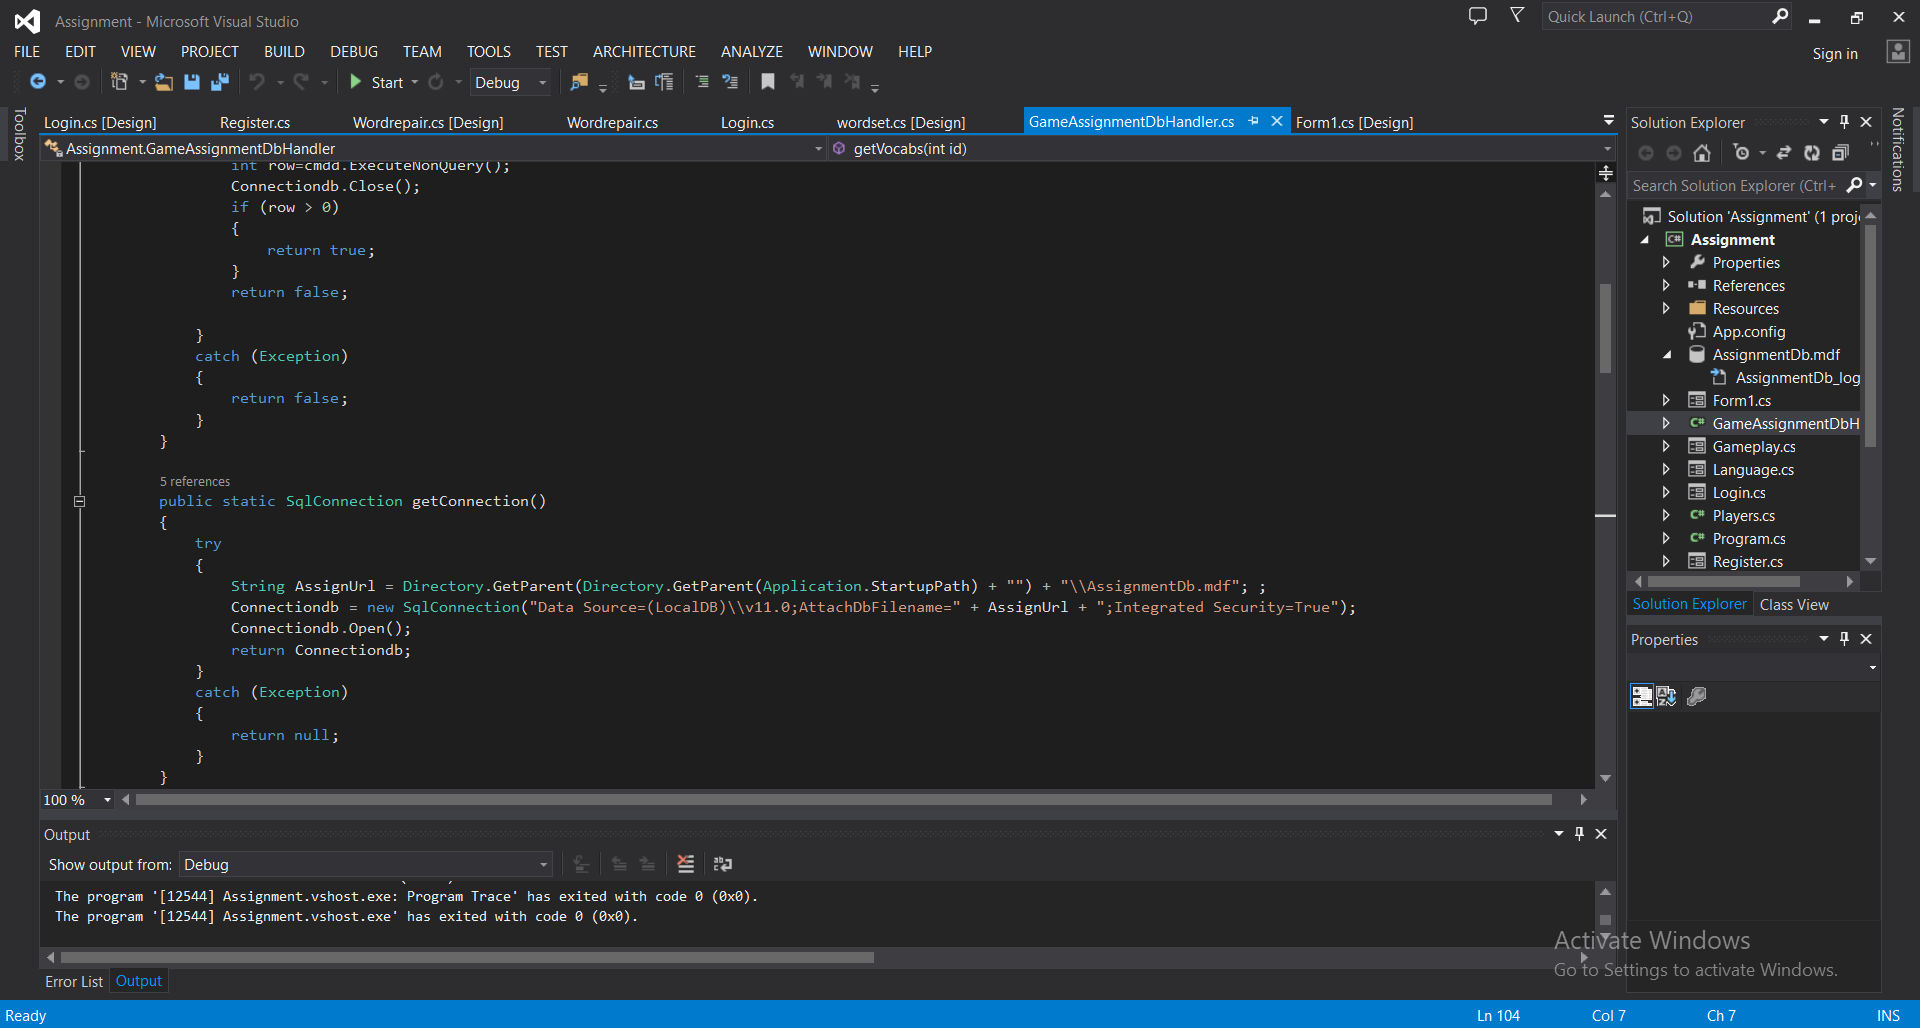 Assignment - Microsoft Visual Studio
Quick Launch (Ctrl+Q)
FILE EDIT VIEW PROJECT BUILD DEBUG TEAM TOOLS TEST ARCHITECTURE ANALYZE WINDOW HELP
Sign in
Start Debug
Toolbox
Login.cs [Design] Register.cs Wordrepair.cs [Design] Wordrepair.cs Login.cs wordset.cs [Design] GameAssignmentDbHandler.cs Form1.cs [Design]
Assignment.GameAssignmentDbHandler getVocabs(int id)
int row=cmdd.ExecuteNonQuery();
Connectiondb.Close();
if (row > 0)
{
return true;
}
return false;
}
catch (Exception)
{
return false;
}
}
5 references
public static SqlConnection getConnection()
{
try
{
String AssignUrl = Directory.GetParent(Directory.GetParent(Application.StartupPath) + "") + "\\AssignmentDb.mdf"; ;
Connectiondb = new SqlConnection("Data Source=(LocalDB)\\v11.0;AttachDbFilename=" + AssignUrl + ";Integrated Security=True");
Connectiondb.Open();
return Connectiondb;
}
catch (Exception)
{
return null;
}
}
100 %
Output
Show output from: Debug
The program '[12544] Assignment.vshost.exe: Program Trace' has exited with code 0 (0x0).
The program '[12544] Assignment.vshost.exe' has exited with code 0 (0x0).
Error List Output
Solution Explorer
Search Solution Explorer (Ctrl+
Solution 'Assignment' (1 proj
C# Assignment
Properties
References
Resources
App.config
AssignmentDb.mdf
AssignmentDb_log
Form1.cs
C# GameAssignmentDbH
Gameplay.cs
Language.cs
Login.cs
C# Players.cs
C# Program.cs
Register.cs
Solution Explorer Class View
Properties
Notifications
Activate Windows
Go to Settings to activate Windows.
Ready Ln 104 Col 7 Ch 7 INS